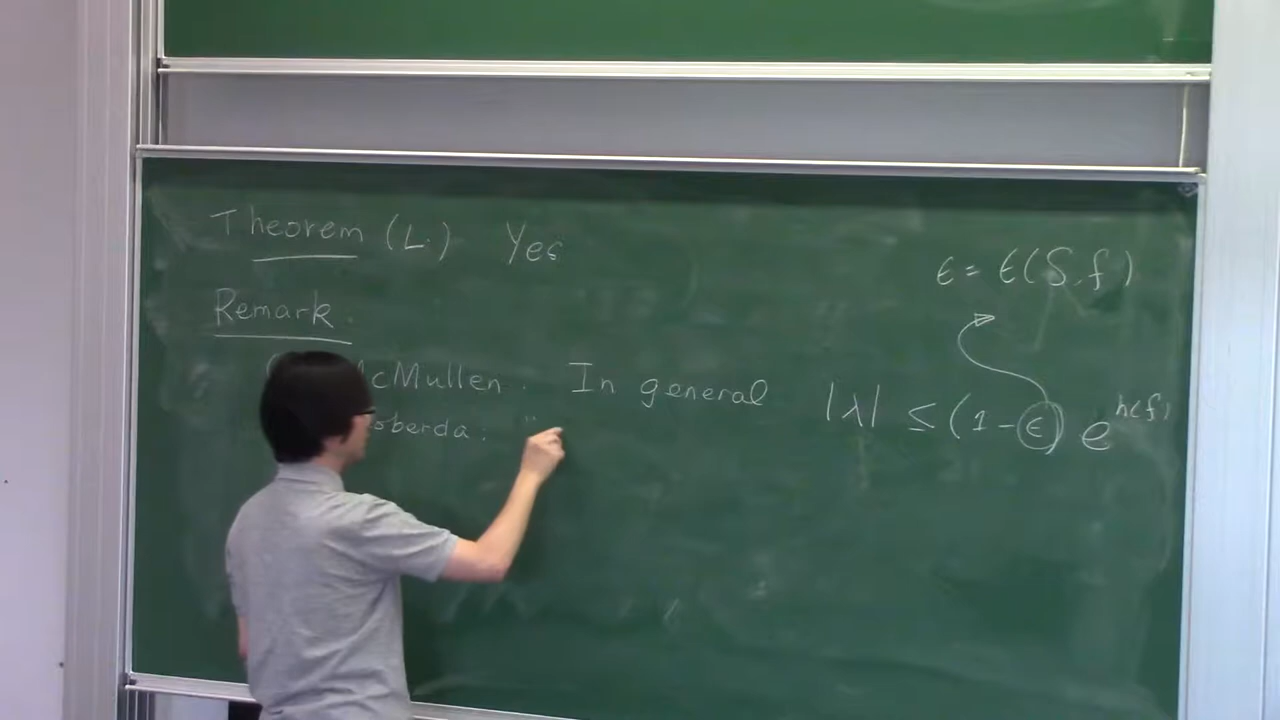 Theorem (L.) Yes
ϵ = ϵ(S, f)
Remark.
McMullen. In general |λ| ≤ (1-ϵ) e^{h(f)}
oberda: "